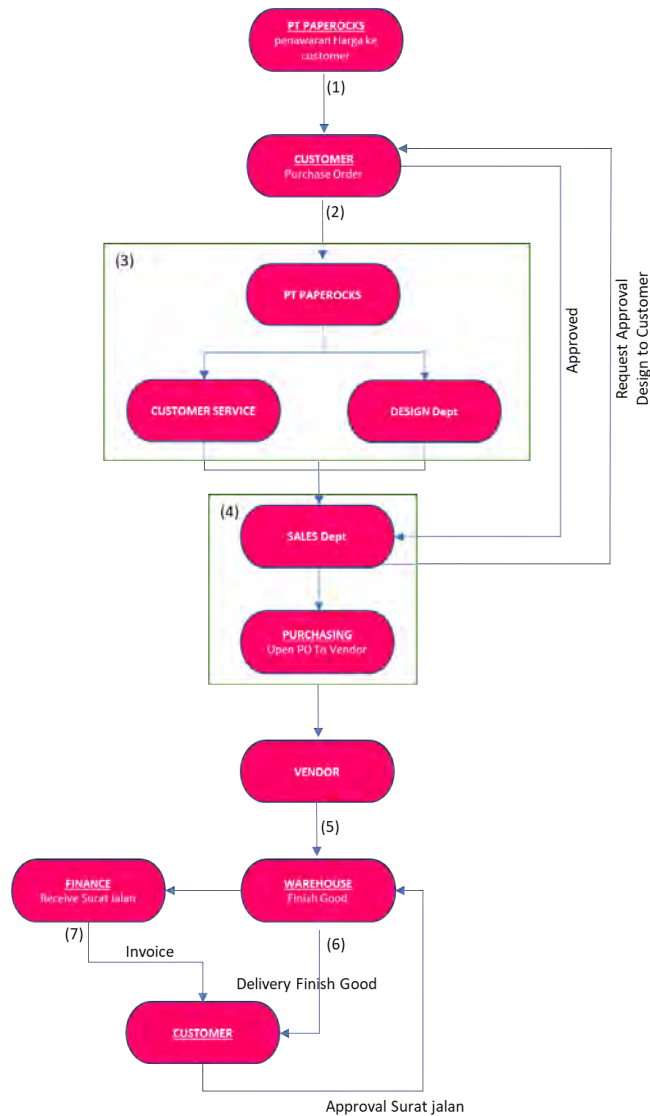 PT PAPEROCKS
penawaran Harga ke
customer
(1)
CUSTOMER
Purchase Order
(2)
(3)
PT PAPEROCKS
Approved
Request Approval
Design to Customer
CUSTOMER SERVICE
DESIGN Dept
(4)
SALES Dept
PURCHASING
Open PO To Vendor
VENDOR
(5)
FINANCE
Receive Surat Jalan
WAREHOUSE
Finish Good
(7)
(6)
Invoice
Delivery Finish Good
CUSTOMER
Approval Surat jalan